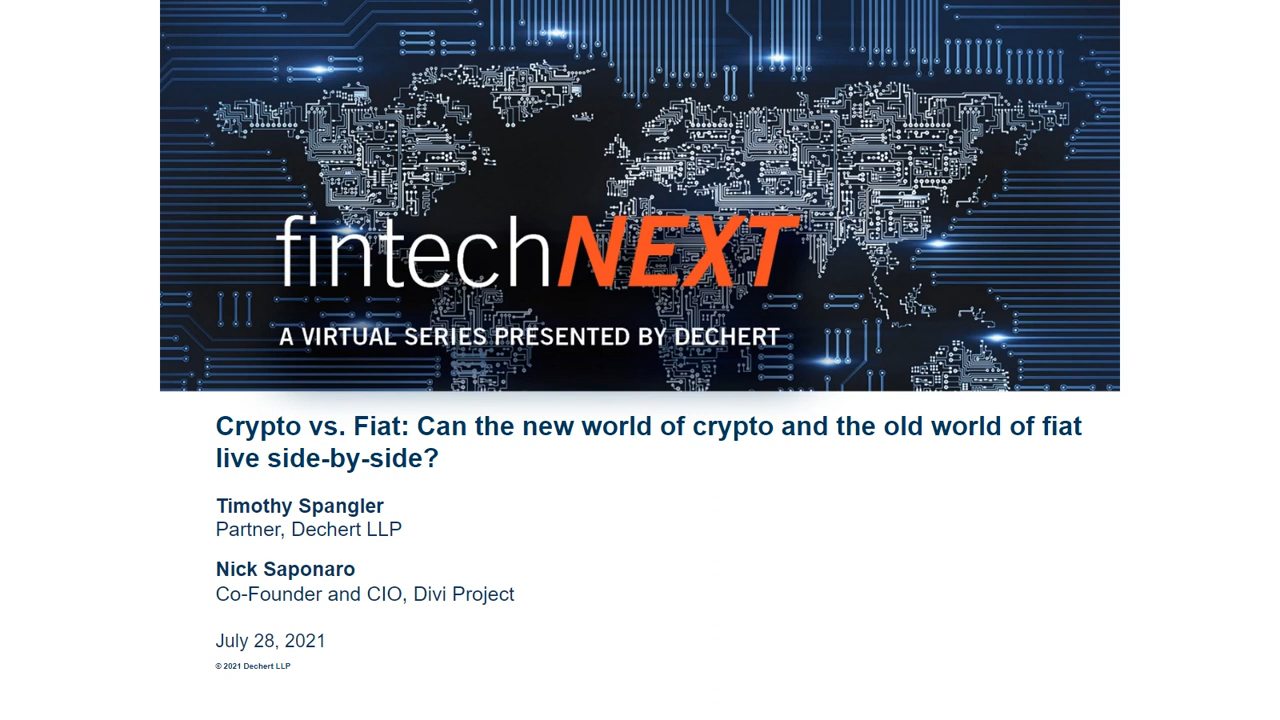 fintechNEXT
A VIRTUAL SERIES PRESENTED BY DECHERT
Crypto vs. Fiat: Can the new world of crypto and the old world of fiat
live side-by-side?
Timothy Spangler
Partner, Dechert LLP
Nick Saponaro
Co-Founder and CIO, Divi Project
July 28, 2021
© 2021 Dechert LLP